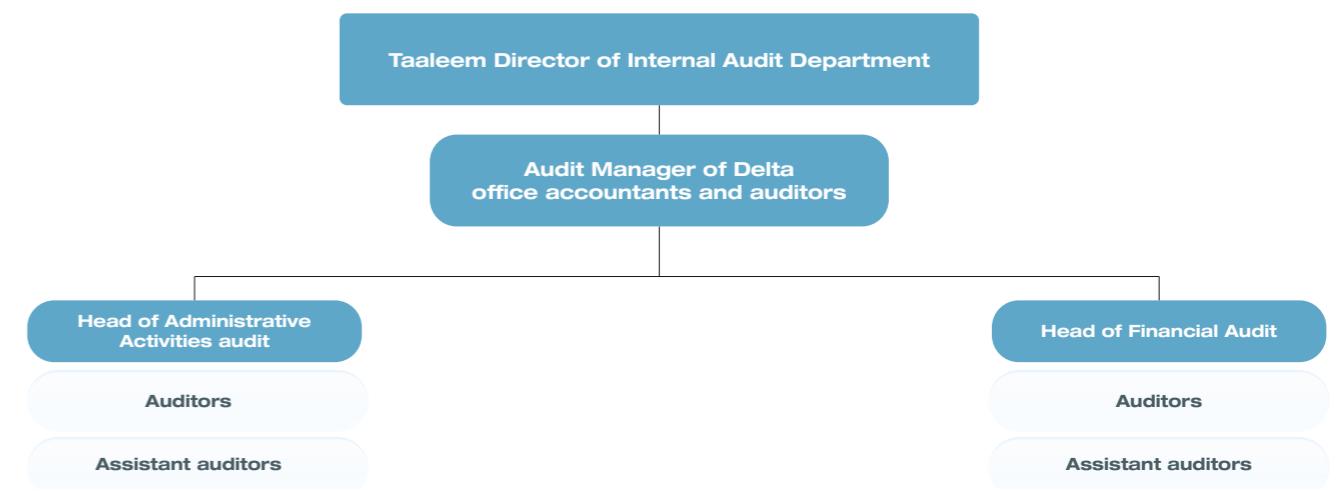 Taaleem Director of Internal Audit Department
Audit Manager of Delta
office accountants and auditors
Head of Administrative
Activities audit
Auditors
Assistant auditors
Head of Financial Audit
Auditors
Assistant auditors